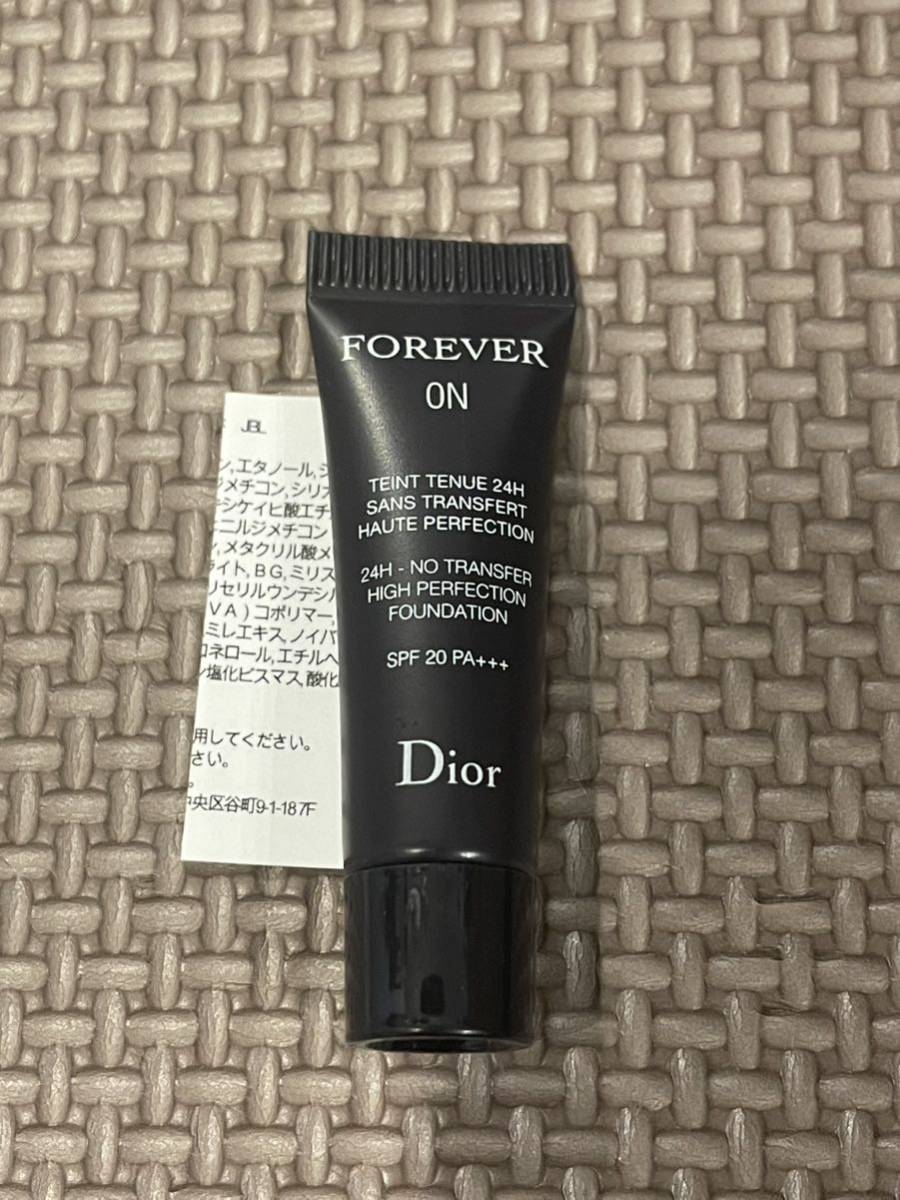 FOREVER
0N
TEINT TENUE 24H
SANS TRANSFERT
HAUTE PERFECTION
24H - NO TRANSFER
HIGH PERFECTION
FOUNDATION
SPF 20 PA+++
Dior
エタノール,
ジメチコン,シリ
シケイヒ酸エチ
ニルジメチコン
メタクリル酸メ
ライト,BG,ミリス
リセリルウンデシ
VA)コポリマー,
ミレエキス,ノイバ
ロネロール,エチルヘ
塩化ビスマス,酸化
用してください。
さい。
。
中央区谷町9-1-18 7F